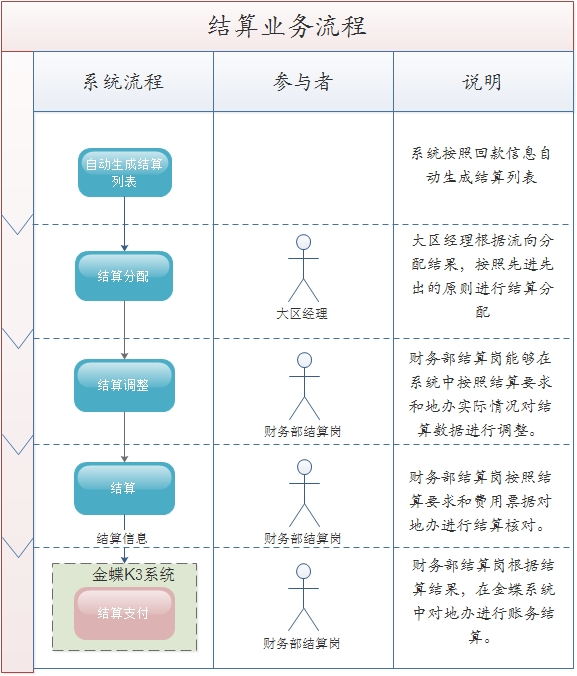 结算业务流程
系统流程
参与者
说明
自动生成结算
列表
系统按照回款信息自
动生成结算列表
结算分配
大区经理
大区经理根据流向分
配结果，按照先进先
出的原则进行结算分
配
结算调整
财务部结算岗
财务部结算岗能够在
系统中按照结算要求
和地办实际情况对结
算数据进行调整。
结算
结算信息
财务部结算岗
财务部结算岗按照结
算要求和费用票据对
地办进行结算核对。
金蝶K3系统
结算支付
财务部结算岗
财务部结算岗根据结
算结果，在金蝶系统
中对地办进行账务结
算。